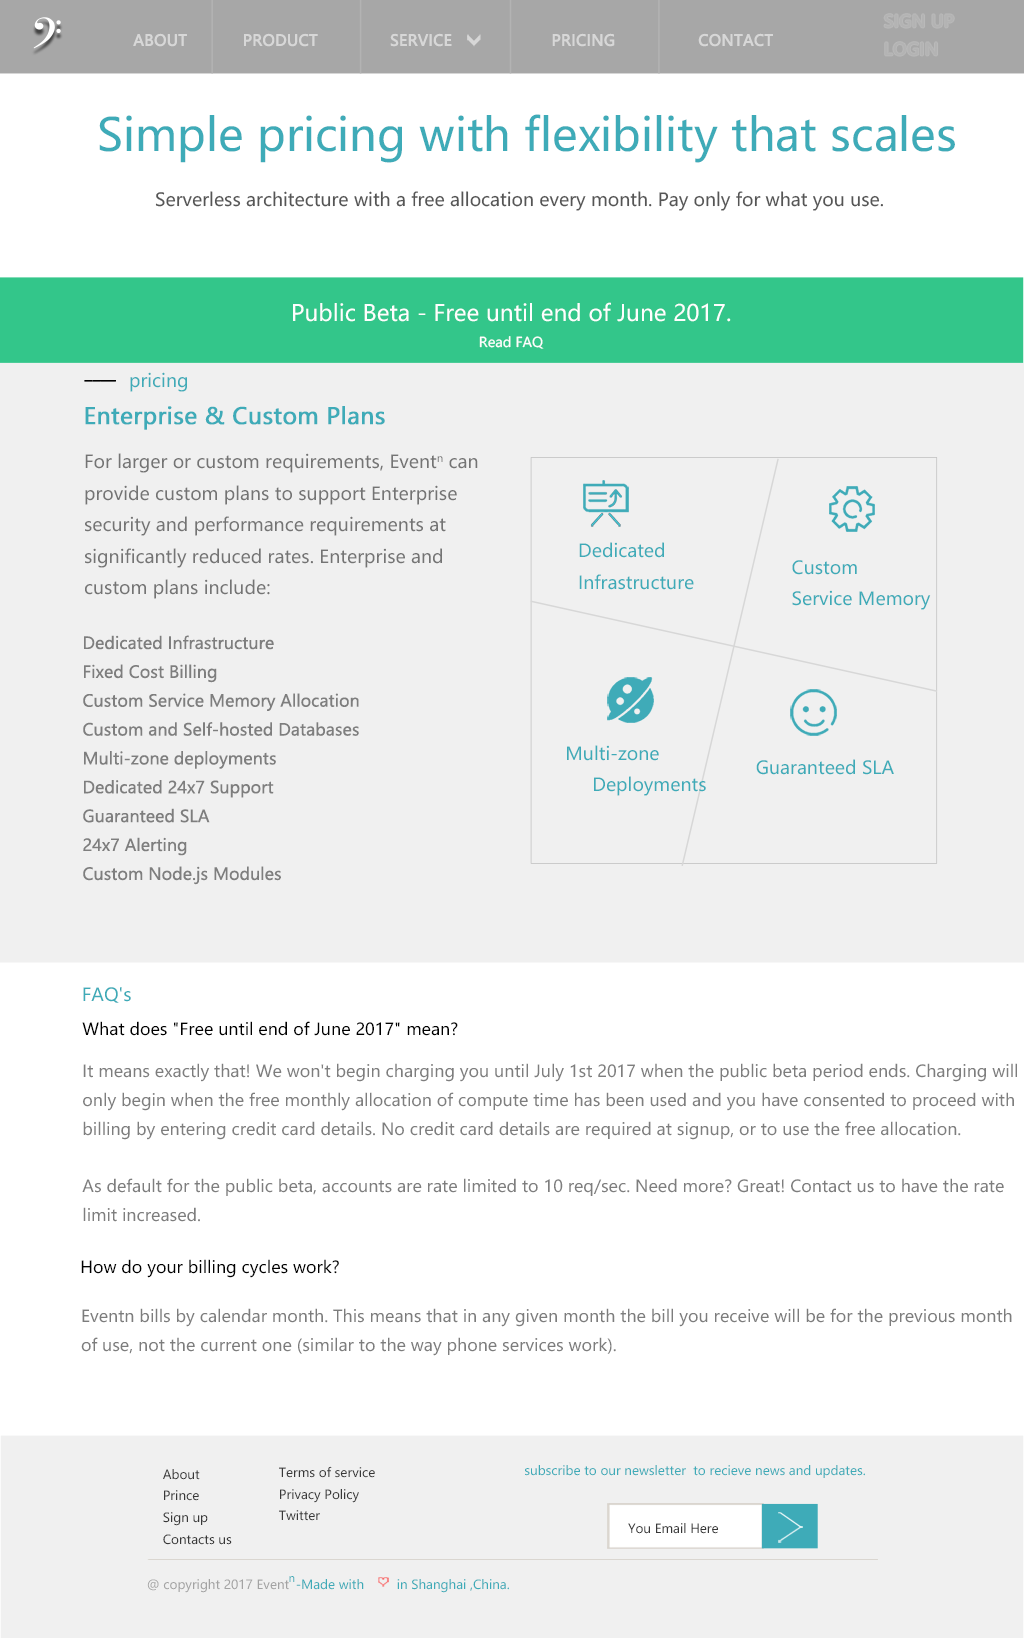 ABOUT PRODUCT SERVICE PRICING CONTACT SIGN UP
LOGIN
Simple pricing with flexibility that scales
Serverless architecture with a free allocation every month. Pay only for what you use.
Public Beta - Free until end of June 2017.
Read FAQ
pricing
Enterprise & Custom Plans
For larger or custom requirements, Eventⁿ can
provide custom plans to support Enterprise
security and performance requirements at
significantly reduced rates. Enterprise and
custom plans include:
Dedicated Infrastructure
Fixed Cost Billing
Custom Service Memory Allocation
Custom and Self-hosted Databases
Multi-zone deployments
Dedicated 24x7 Support
Guaranteed SLA
24x7 Alerting
Custom Node.js Modules
Dedicated
Infrastructure
Custom
Service Memory
Multi-zone
Deployments
Guaranteed SLA
FAQ's
What does "Free until end of June 2017" mean?
It means exactly that! We won't begin charging you until July 1st 2017 when the public beta period ends. Charging will
only begin when the free monthly allocation of compute time has been used and you have consented to proceed with
billing by entering credit card details. No credit card details are required at signup, or to use the free allocation.
As default for the public beta, accounts are rate limited to 10 req/sec. Need more? Great! Contact us to have the rate
limit increased.
How do your billing cycles work?
Eventn bills by calendar month. This means that in any given month the bill you receive will be for the previous month
of use, not the current one (similar to the way phone services work).
About
Prince
Sign up
Contacts us
Terms of service
Privacy Policy
Twitter
subscribe to our newsletter to recieve news and updates.
You Email Here
@ copyright 2017 Eventⁿ-Made with in Shanghai ,China.